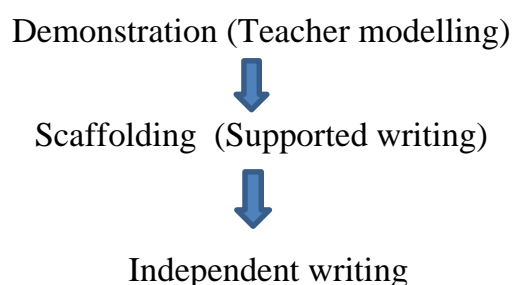 Demonstration (Teacher modelling)
Scaffolding (Supported writing)
Independent writing